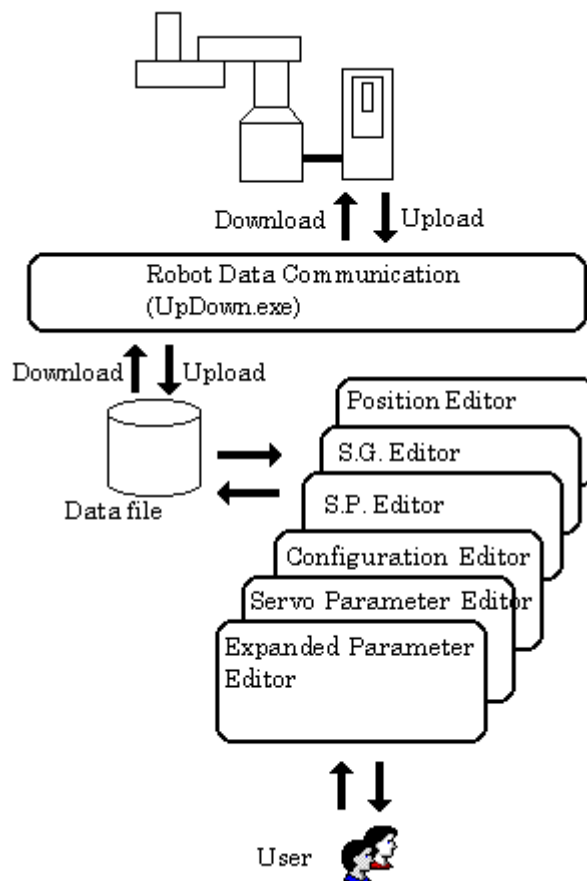 Download
Upload
Robot Data Communication
(UpDown.exe)
Download
Upload
Data file
Position Editor
S.G. Editor
S.P. Editor
Configuration Editor
Servo Parameter Editor
Expanded Parameter
Editor
User